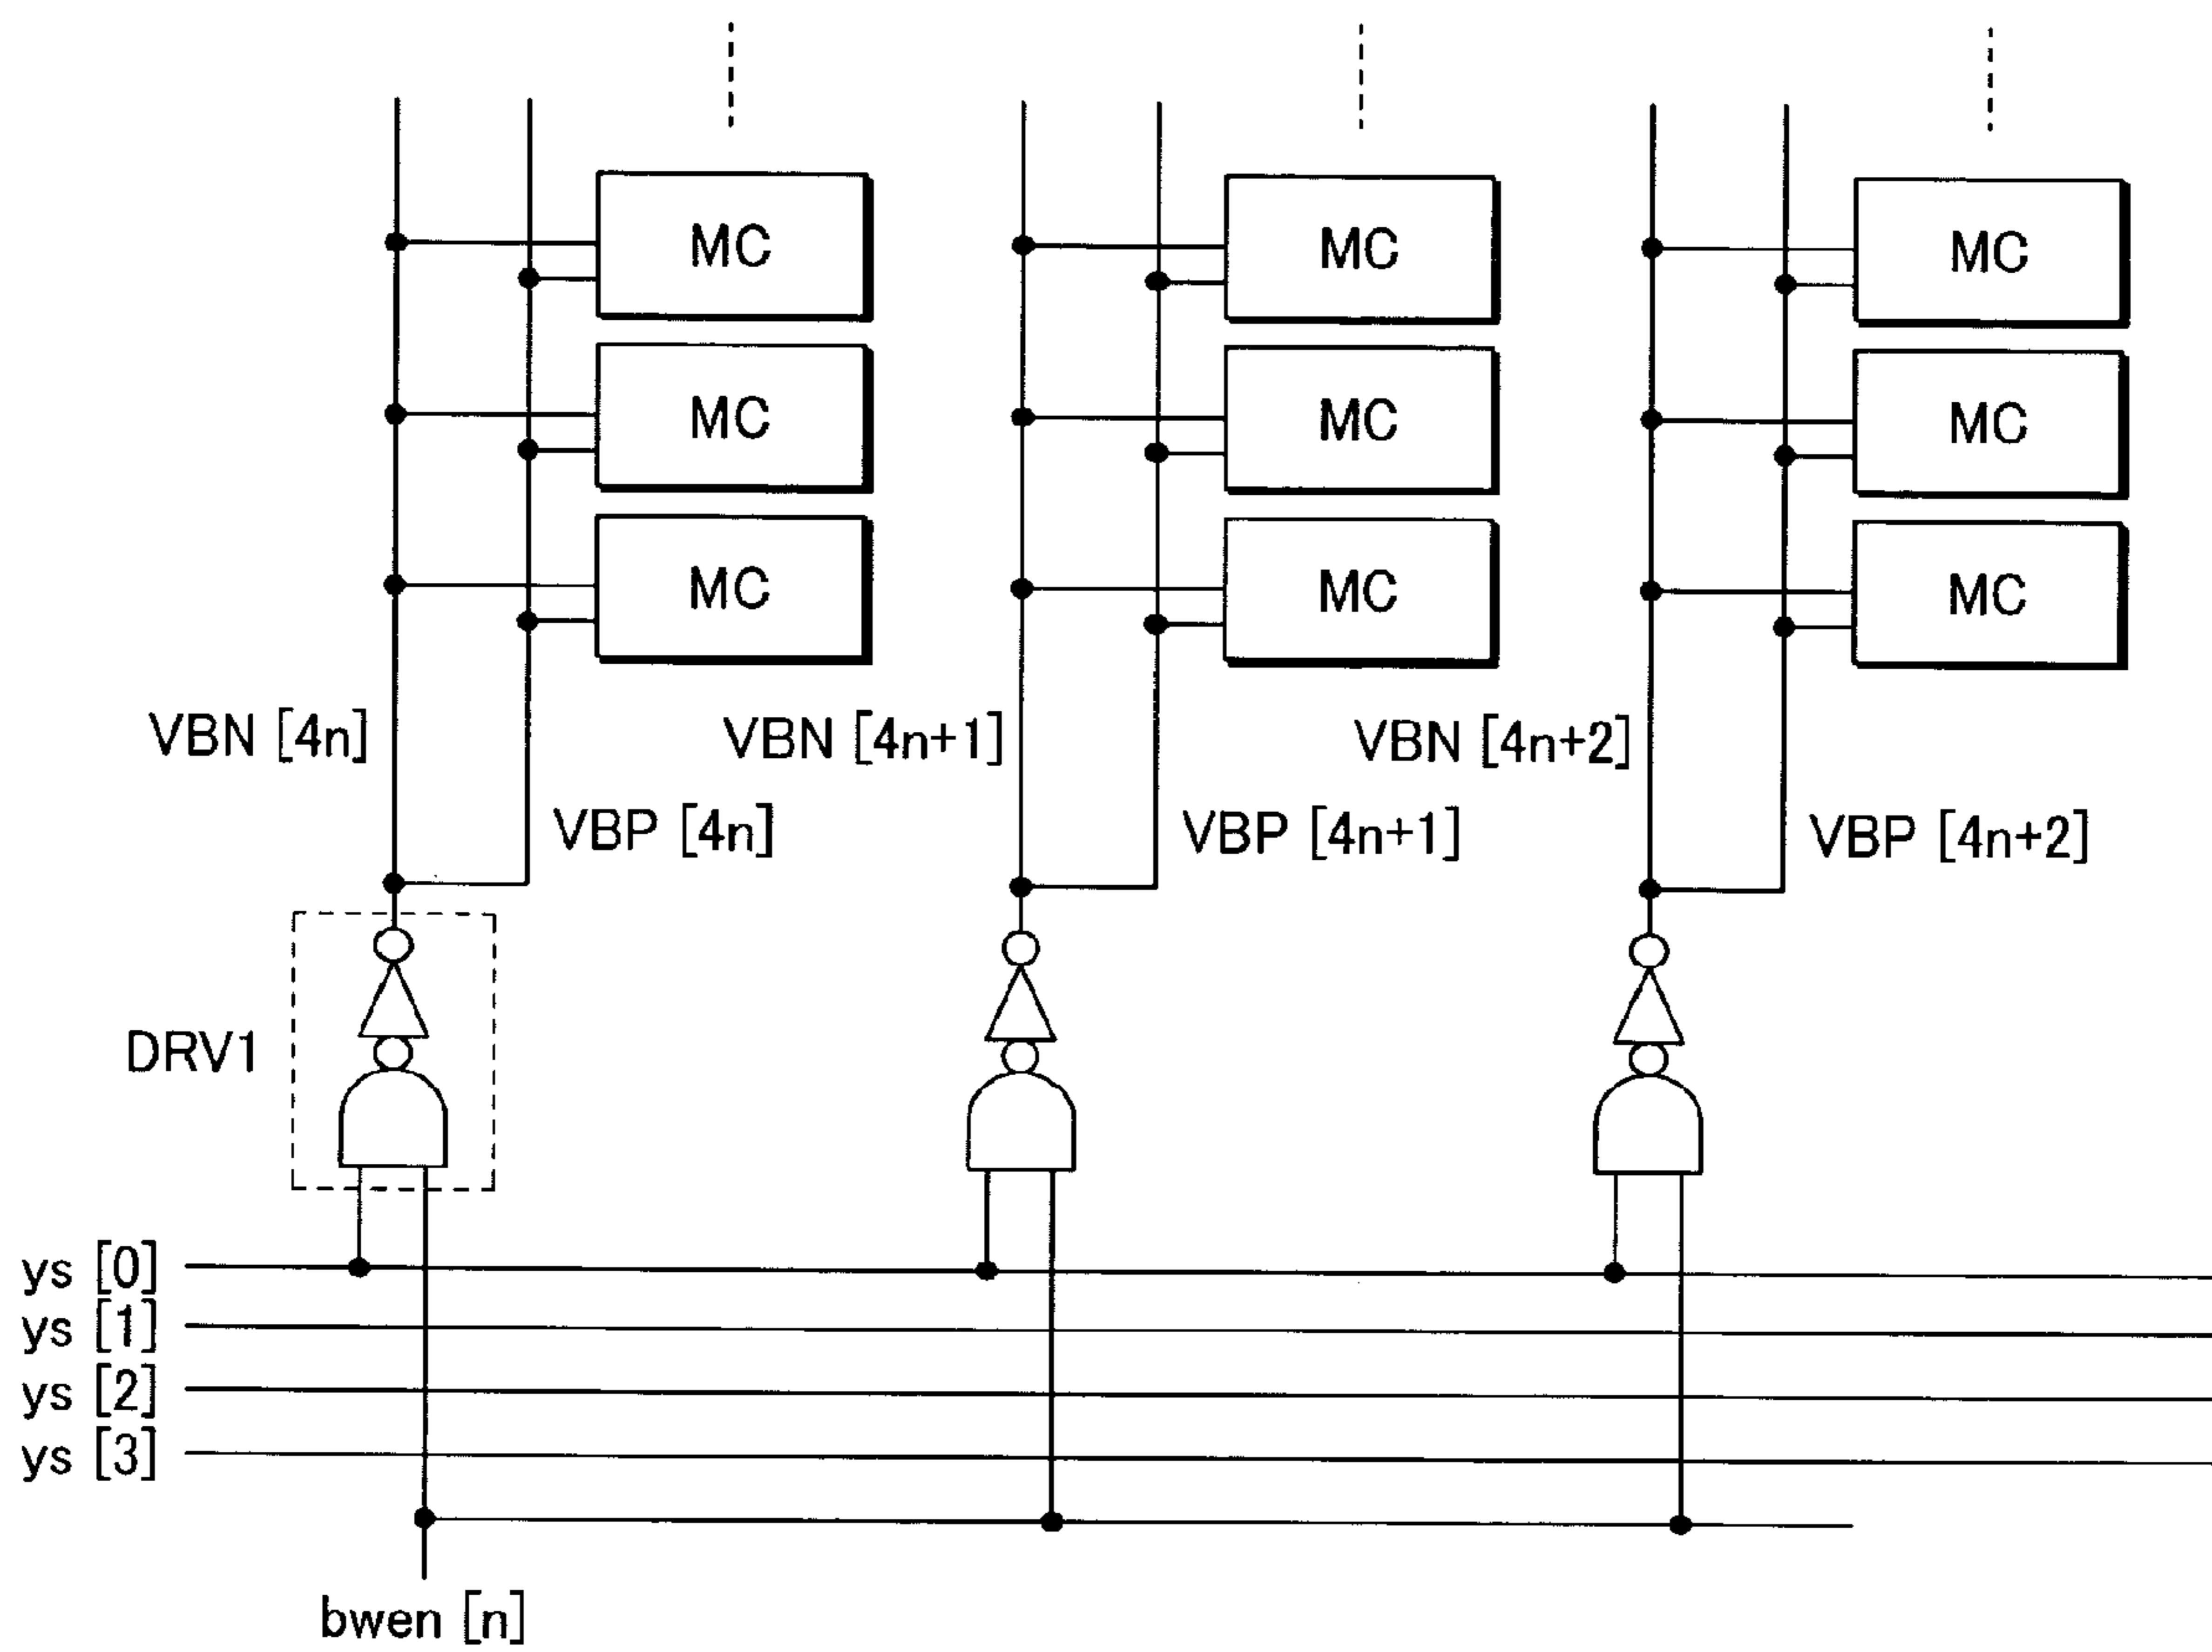 MC MC MC
MC MC MC
MC MC MC
VBN [4n] VBN [4n+1] VBN [4n+2]
VBP [4n] VBP [4n+1] VBP [4n+2]
DRV1
ys [0]
ys [1]
ys [2]
ys [3]
bwen [n]